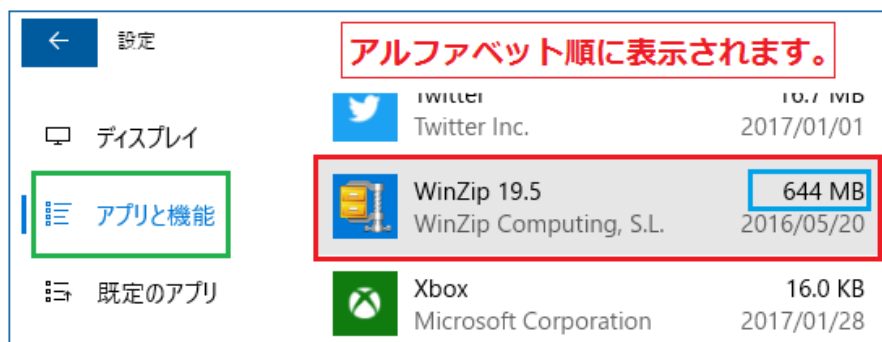 設定
アルファベット順に表示されます。
ディスプレイ
アプリと機能
既定のアプリ
Twitter 16.7 MB
Twitter Inc. 2017/01/01
WinZip 19.5 644 MB
WinZip Computing, S.L. 2016/05/20
Xbox 16.0 KB
Microsoft Corporation 2017/01/28